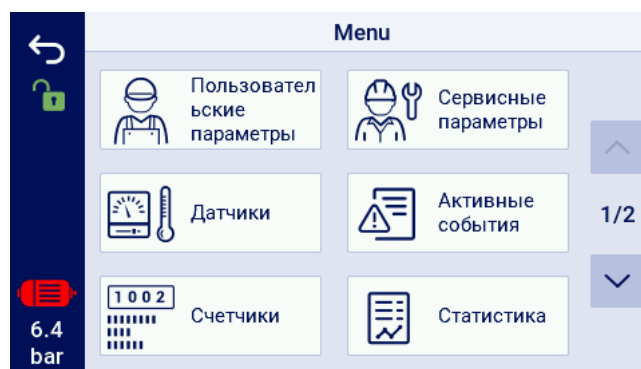 Menu
Пользовател
ьские
параметры
Сервисные
параметры
Датчики
Активные
события
1/2
1002
Счетчики
Статистика
6.4
bar